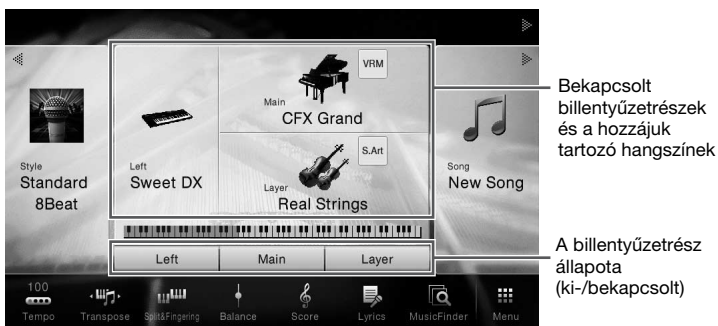 VRM
Main
CFX Grand
Style
Standard
8Beat
Left
Sweet DX
S.Art
Layer
Real Strings
Song
New Song
Left
Main
Layer
100
Tempo
Transpose
Split&Fingering
Balance
Score
Lyrics
MusicFinder
Menu
Bekapcsolt
billentyűzetrészek
és a hozzájuk
tartozó hangszínek
A billentyűzetrész
állapota
(ki-/bekapcsolt)